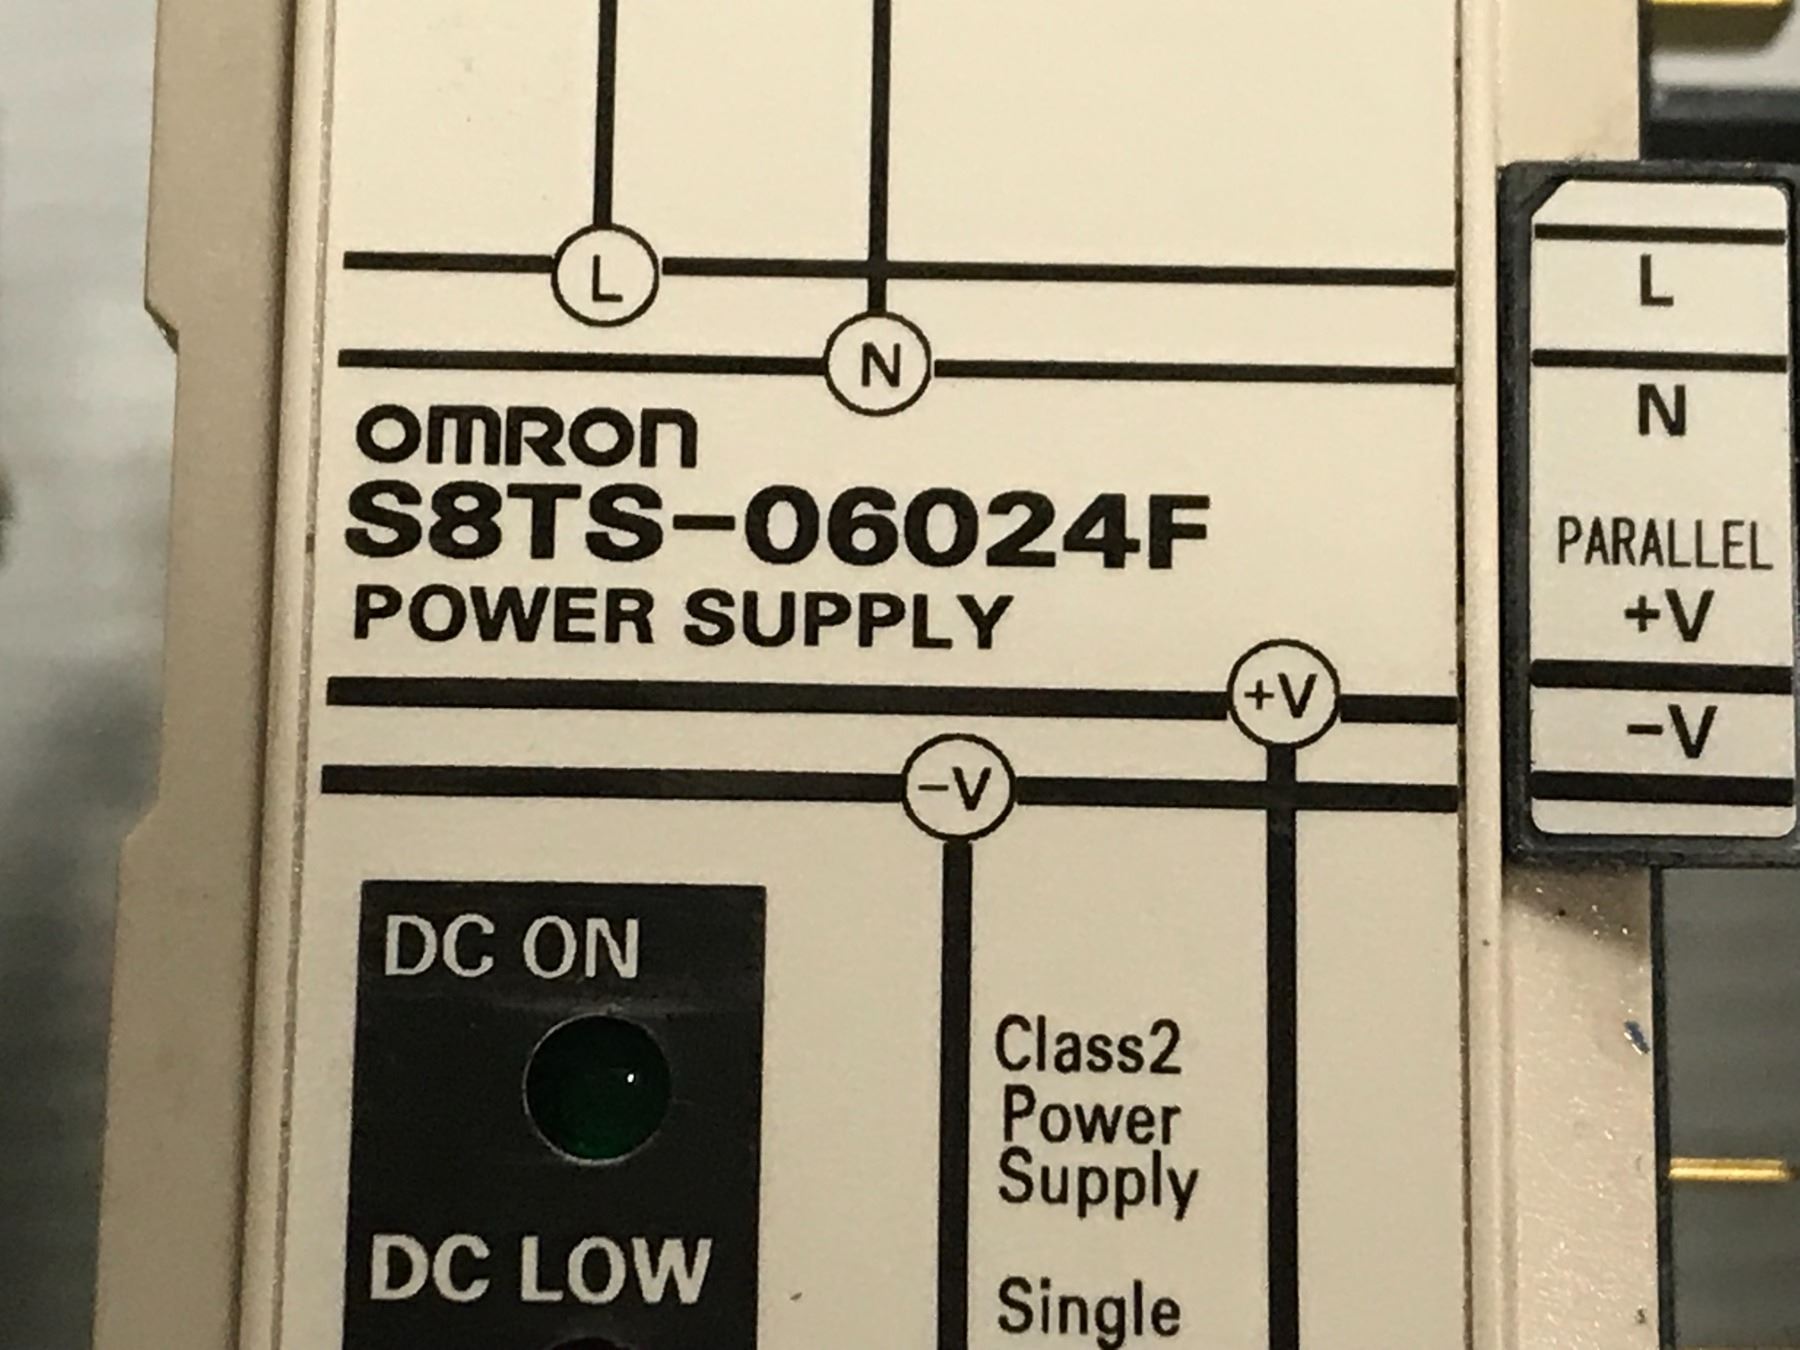 L
N
omron
S8TS-06024F
POWER SUPPLY
+V
-V
DC ON
DC LOW
Class2
Power
Supply
Single
L
N
PARALLEL
+V
-V